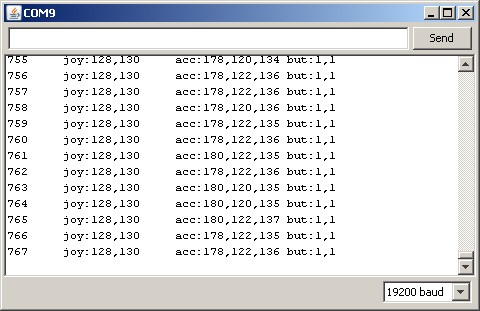 COM9
Send
755 joy:128,130 acc:178,120,134 but:1,1
756 joy:128,130 acc:178,122,136 but:1,1
757 joy:128,130 acc:178,122,136 but:1,1
758 joy:128,130 acc:178,120,136 but:1,1
759 joy:128,130 acc:178,122,135 but:1,1
760 joy:128,130 acc:178,122,136 but:1,1
761 joy:128,130 acc:180,122,135 but:1,1
762 joy:128,130 acc:178,122,136 but:1,1
763 joy:128,130 acc:180,120,135 but:1,1
764 joy:128,130 acc:180,120,135 but:1,1
765 joy:128,130 acc:180,122,137 but:1,1
766 joy:128,130 acc:178,122,135 but:1,1
767 joy:128,130 acc:178,122,136 but:1,1
19200 baud